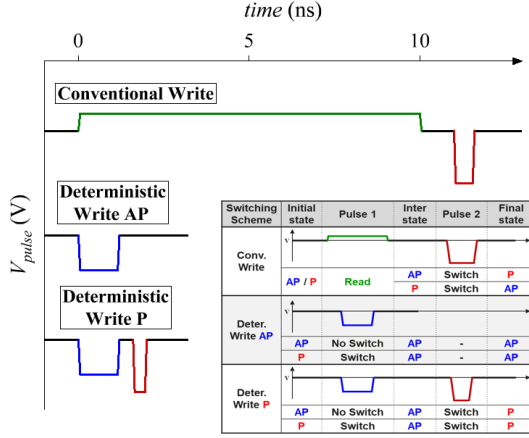 time (ns)
0 5 10
Conventional Write
Deterministic
Write AP
Deterministic
Write P
V_pulse (V)
Switching Scheme Initial state Pulse 1 Inter state Pulse 2 Final state
Conv. Write V
AP / P Read AP Switch P
P Switch AP
Deter. Write AP V
AP No Switch AP - AP
P Switch AP - AP
Deter. Write P V
AP No Switch AP Switch P
P Switch AP Switch P